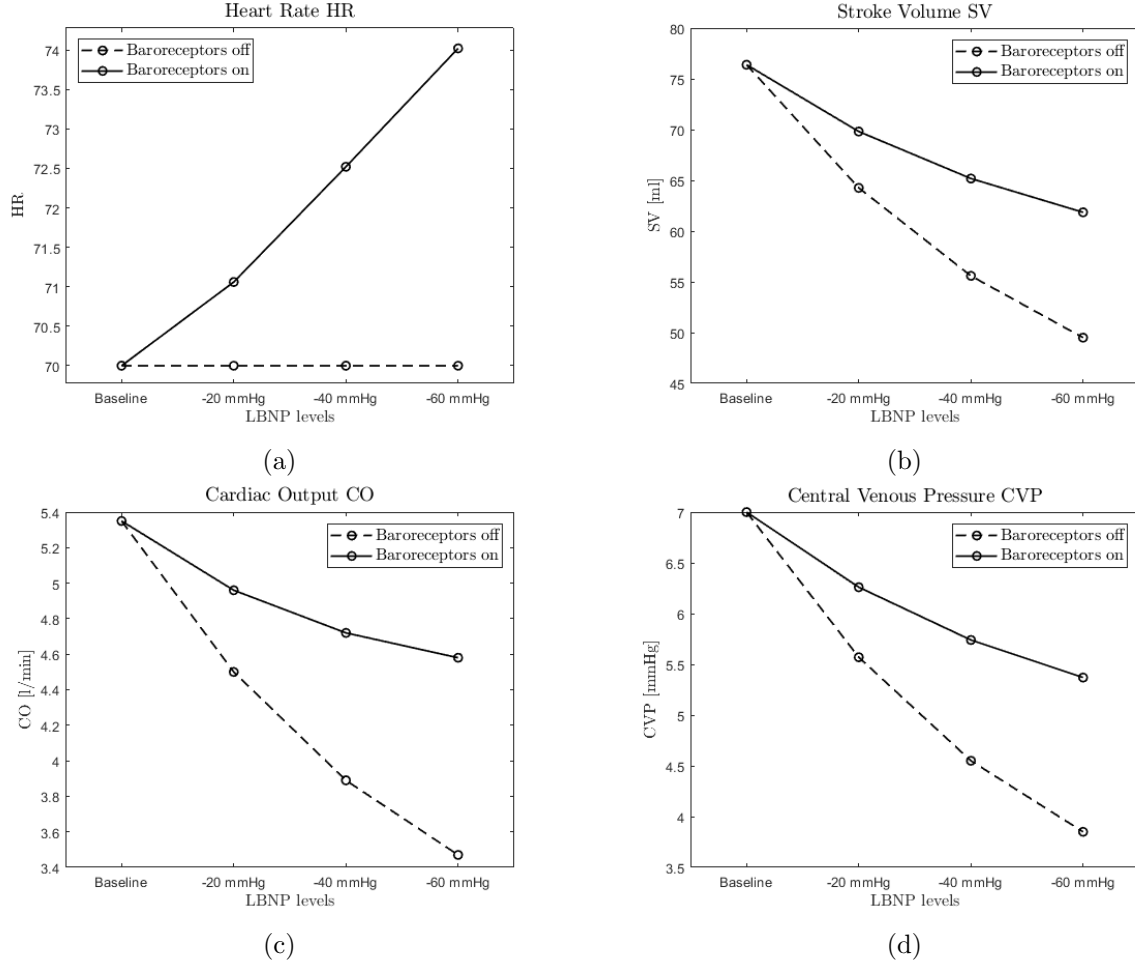 Heart Rate HR
Baroreceptors off
Baroreceptors on
74
73.5
73
72.5
72
71.5
71
70.5
70
HR
Baseline -20 mmHg -40 mmHg -60 mmHg
LBNP levels
(a)
Stroke Volume SV
Baroreceptors off
Baroreceptors on
80
75
70
65
60
55
50
45
SV [ml]
Baseline -20 mmHg -40 mmHg -60 mmHg
LBNP levels
(b)
Cardiac Output CO
Baroreceptors off
Baroreceptors on
5.4
5.2
5
4.8
4.6
4.4
4.2
4
3.8
3.6
3.4
CO [l/min]
Baseline -20 mmHg -40 mmHg -60 mmHg
LBNP levels
(c)
Central Venous Pressure CVP
Baroreceptors off
Baroreceptors on
7
6.5
6
5.5
5
4.5
4
3.5
CVP [mmHg]
Baseline -20 mmHg -40 mmHg -60 mmHg
LBNP levels
(d)